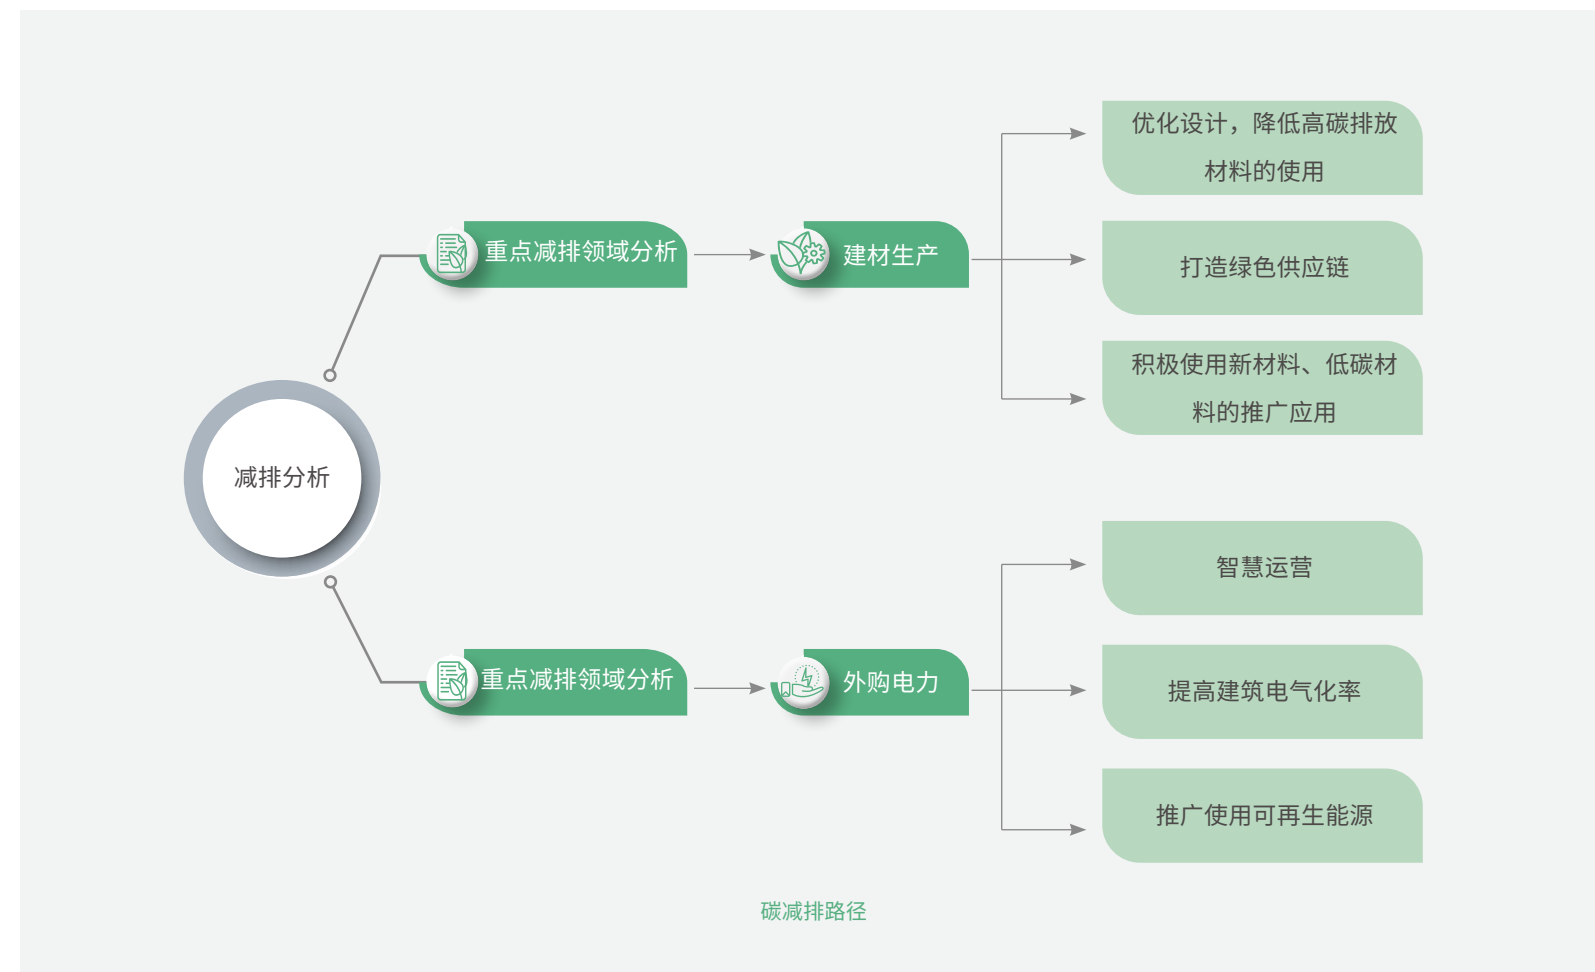 减排分析
重点减排领域分析
建材生产
优化设计，降低高碳排放
材料的使用
打造绿色供应链
积极使用新材料、低碳材
料的推广应用
重点减排领域分析
外购电力
智慧运营
提高建筑电气化率
推广使用可再生能源
碳减排路径